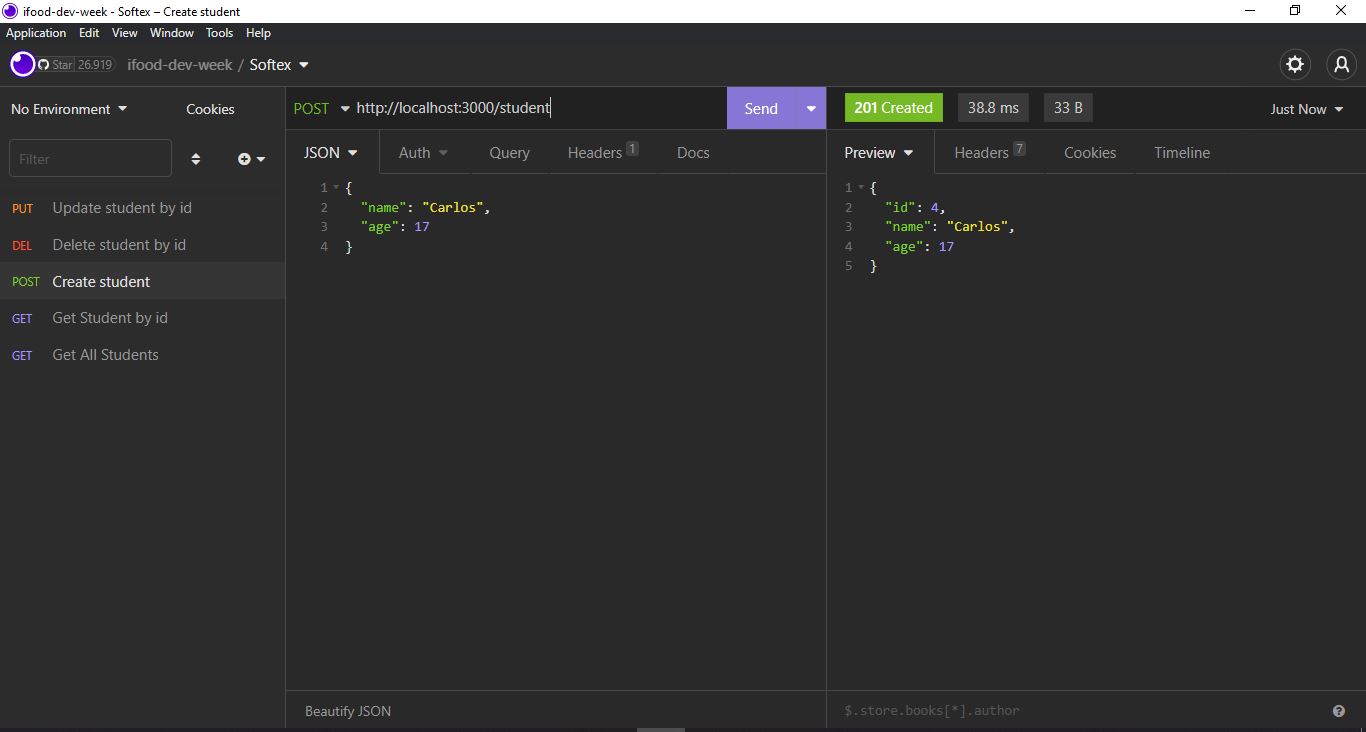 ifood-dev-week - Softex – Create student
Application Edit View Window Tools Help
Star 26.919 ifood-dev-week / Softex
No Environment Cookies
Filter
PUT Update student by id
DEL Delete student by id
POST Create student
GET Get Student by id
GET Get All Students
POST http://localhost:3000/student Send
JSON Auth Query Headers 1 Docs
1 {
2 "name": "Carlos",
3 "age": 17
4 }
Beautify JSON
201 Created 38.8 ms 33 B Just Now
Preview Headers 7 Cookies Timeline
1 {
2 "id": 4,
3 "name": "Carlos",
4 "age": 17
5 }
$.store.books[*].author ?